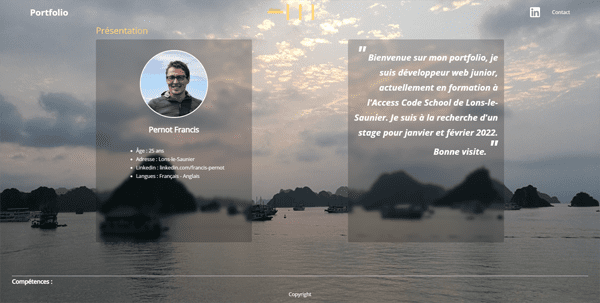 Portfolio
Contact
Présentation
Pernot Francis
Âge : 25 ans
Adresse : Lons-le-Saunier
Linkedin : linkedin.com/francis-pernot
Langues : Français - Anglais
" Bienvenue sur mon portfolio, je
suis développeur web junior,
actuellement en formation à
l'Access Code School de Lons-le-
Saunier. Je suis à la recherche d'un
stage pour janvier et février 2022.
Bonne visite. "
Compétences :
Copyright